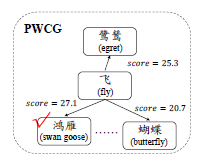 PWCG
鹭鸶
(egret)
score = 25.3
飞
(fly)
score = 27.1
score = 20.7
鸿雁
(swan goose)
......
蝴蝶
(butterfly)